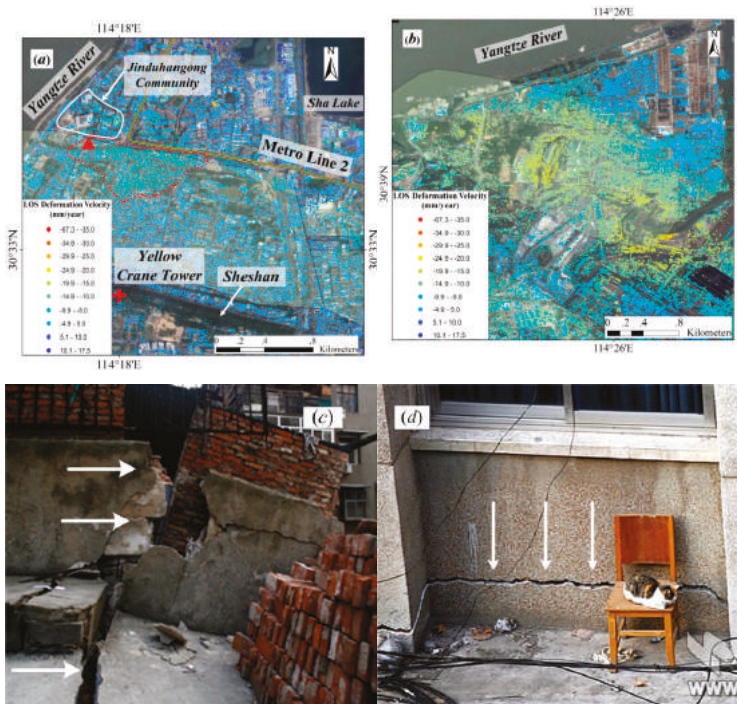 114°18'E
(a)
N
Yangtze River
Jinduhangong
Community
Sha Lake
Metro Line 2
LOS Deformation Velocity
(mm/year)
-67.3 - -35.0
-34.9 - -30.0
-29.9 - -25.0
-24.9 - -20.0
-19.9 - -15.0
-14.9 - -10.0
-9.9 - -5.0
-4.9 - 5.0
5.1 - 10.0
10.1 - 17.5
30°33'N
Yellow
Crane Tower
Sheshan
0 .2 .4 .8
Kilometers
114°18'E
114°26'E
(b)
N
Yangtze River
30°39'N
LOS Deformation Velocity
(mm/year)
-67.3 - -35.0
-34.9 - -30.0
-29.9 - -25.0
-24.9 - -20.0
-19.9 - -15.0
-14.9 - -10.0
-9.9 - -5.0
-4.9 - 5.0
5.1 - 10.0
10.1 - 17.5
30°33'N
0 .2 .4 .8
Kilometers
114°26'E
(c)
(d)
www